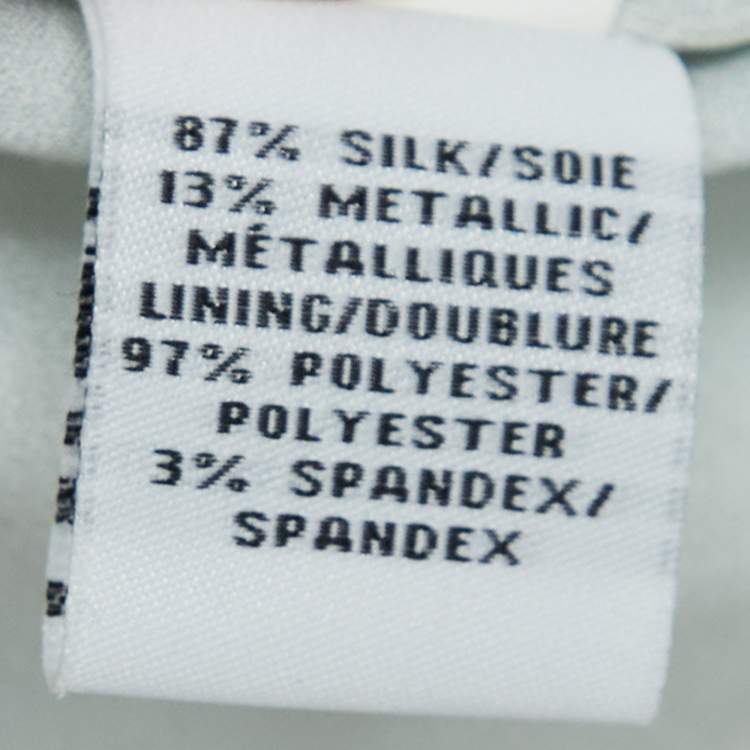 87% SILK/SOIE
13% METALLIC/
MÉTALLIQUES
LINING/DOUBLURE
97% POLYESTER/
POLYESTER
3% SPANDEX/
SPANDEX